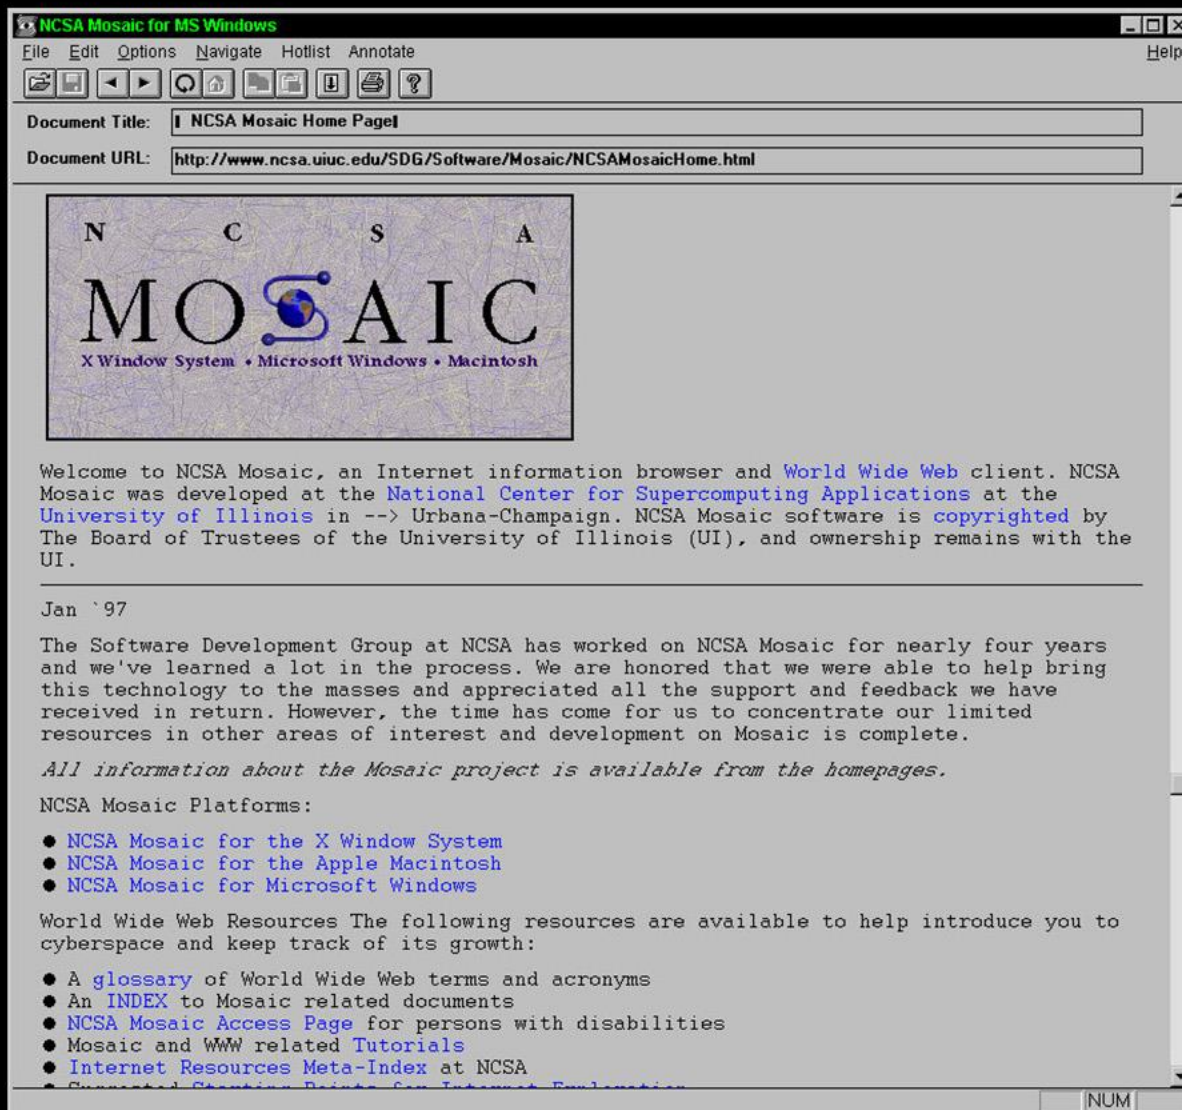 NCSA Mosaic for MS Windows
File Edit Options Navigate Hotlist Annotate Help
Document Title: NCSA Mosaic Home Page
Document URL: http://www.ncsa.uiuc.edu/SDG/Software/Mosaic/NCSAMosaicHome.html
N C S A
MOSAIC
X Window System • Microsoft Windows • Macintosh
Welcome to NCSA Mosaic, an Internet information browser and World Wide Web client. NCSA
Mosaic was developed at the National Center for Supercomputing Applications at the
University of Illinois in --> Urbana-Champaign. NCSA Mosaic software is copyrighted by
The Board of Trustees of the University of Illinois (UI), and ownership remains with the
UI.
Jan `97
The Software Development Group at NCSA has worked on NCSA Mosaic for nearly four years
and we've learned a lot in the process. We are honored that we were able to help bring
this technology to the masses and appreciated all the support and feedback we have
received in return. However, the time has come for us to concentrate our limited
resources in other areas of interest and development on Mosaic is complete.
All information about the Mosaic project is available from the homepages.
NCSA Mosaic Platforms:
● NCSA Mosaic for the X Window System
● NCSA Mosaic for the Apple Macintosh
● NCSA Mosaic for Microsoft Windows
World Wide Web Resources The following resources are available to help introduce you to
cyberspace and keep track of its growth:
● A glossary of World Wide Web terms and acronyms
● An INDEX to Mosaic related documents
● NCSA Mosaic Access Page for persons with disabilities
● Mosaic and WWW related Tutorials
● Internet Resources Meta-Index at NCSA
● Suggested Starting Points for Internet Exploration
NUM